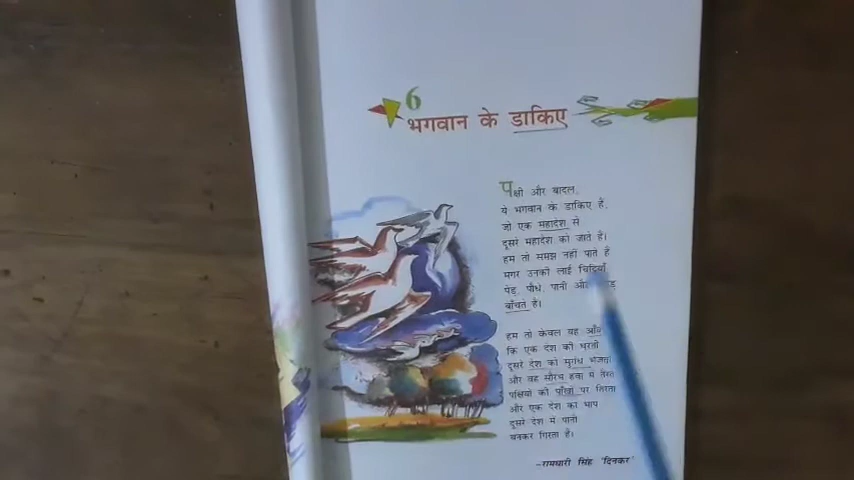 6
भगवान के डाकिए
पक्षी और बादल,
ये भगवान के डाकिए हैं,
जो एक महादेश से
दूसरे महादेश को जाते हैं।
हम तो समझ नहीं पाते हैं
मगर उनकी लाई चिट्ठियाँ
पेड़, पौधे, पानी और
बाँचते हैं।
हम तो केवल यह
कि एक देश की धरती
दूसरे देश को सुगंध भेजती
और वह सौरभ हवा में तैरते
पक्षियों की पाँखों पर तिरता
और एक देश का भाप
दूसरे देश में पानी
बनकर गिरता है।
-रामधारी सिंह 'दिनकर'